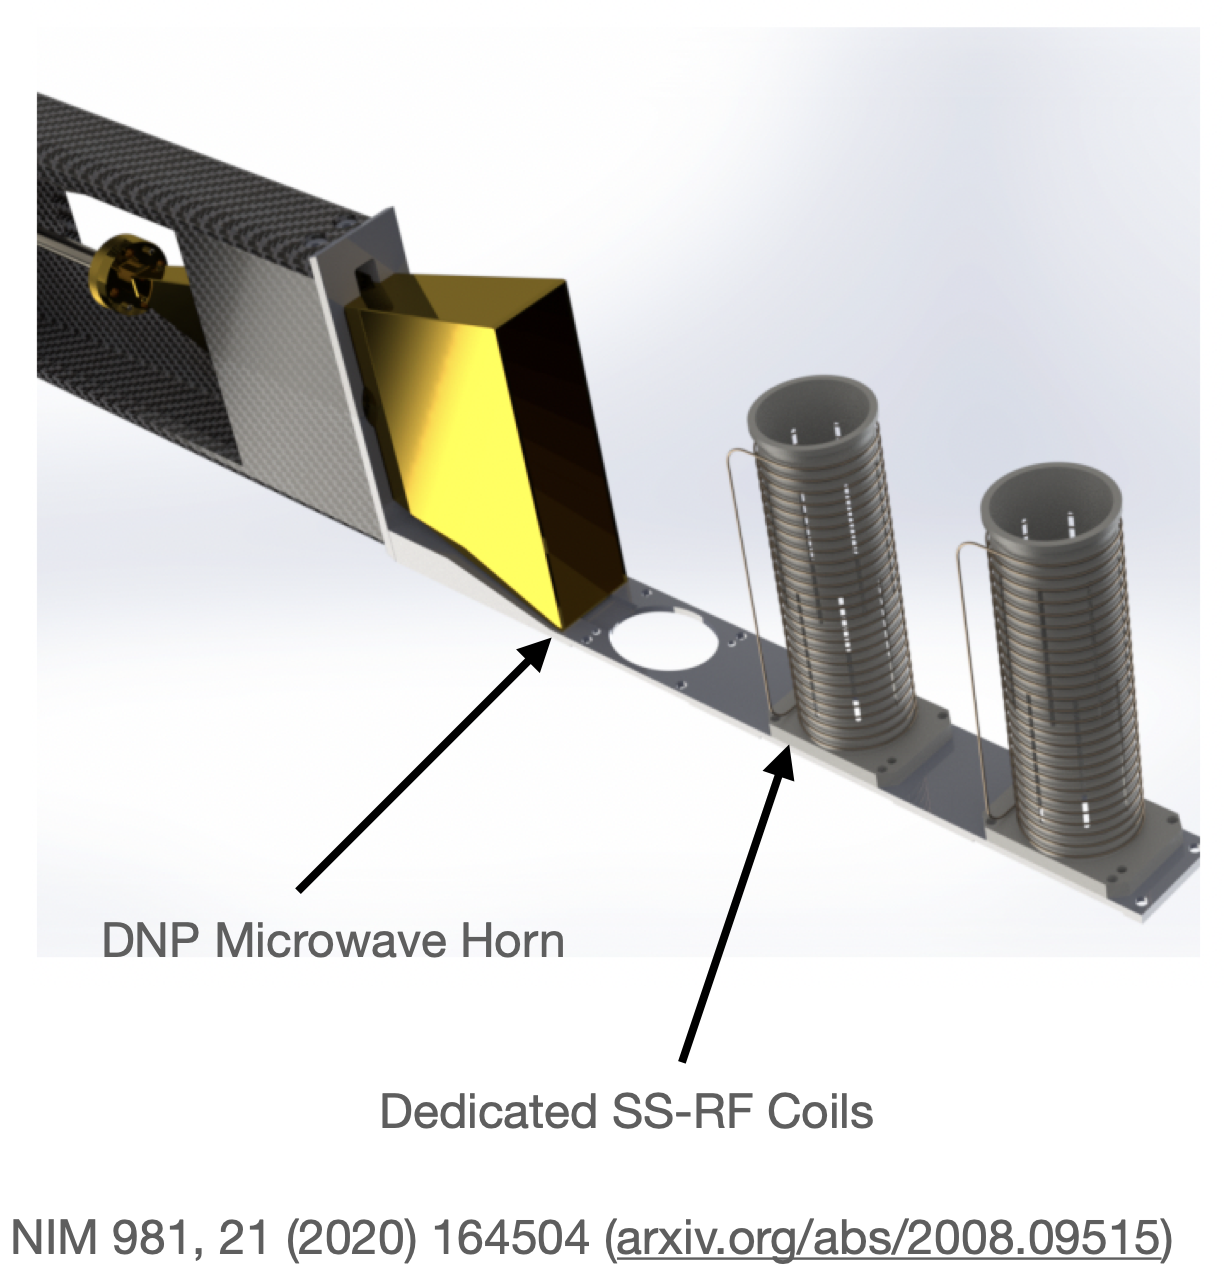 DNP Microwave Horn
Dedicated SS-RF Coils
NIM 981, 21 (2020) 164504 (arxiv.org/abs/2008.09515)